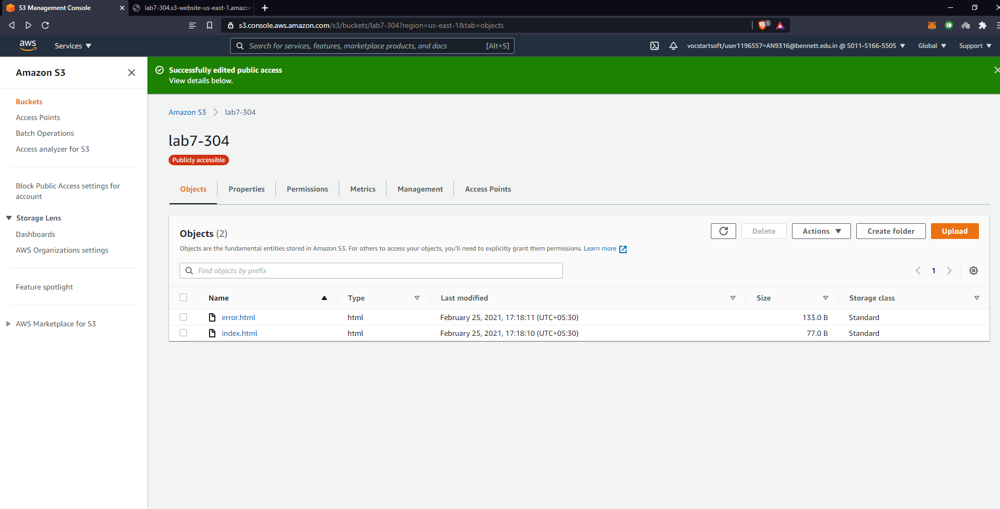 S3 Management Console
lab7-304.s3-website-us-east-1.amazon
s3.console.aws.amazon.com/s3/buckets/lab7-304?region=us-east-1&tab=objects
1
aws
Services
Search for services, features, marketplace products, and docs
[Alt+S]
vocstartsoft/user1196557=AN9316@bennett.edu.in @ 5011-5166-5505
Global
Support
Amazon S3
Successfully edited public access
View details below.
Buckets
Access Points
Batch Operations
Access analyzer for S3
Block Public Access settings for
account
Storage Lens
Dashboards
AWS Organizations settings
Feature spotlight
AWS Marketplace for S3
Amazon S3 > lab7-304
lab7-304
Publicly accessible
Objects
Properties
Permissions
Metrics
Management
Access Points
Objects (2)
Delete
Actions
Create folder
Upload
Objects are the fundamental entities stored in Amazon S3. For others to access your objects, you’ll need to explicitly grant them permissions. Learn more
Find objects by prefix
1
Name Type Last modified Size Storage class
error.html html February 25, 2021, 17:18:11 (UTC+05:30) 133.0 B Standard
index.html html February 25, 2021, 17:18:10 (UTC+05:30) 77.0 B Standard